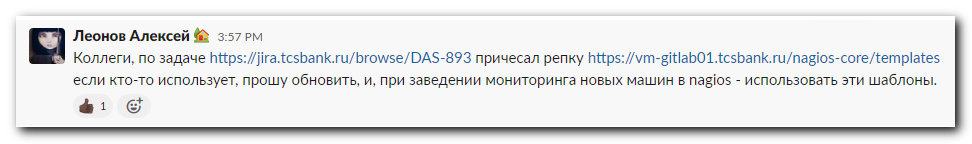 Леонов Алексей 3:57 PM
Коллеги, по задаче https://jira.tcsbank.ru/browse/DAS-893 причесал репку https://vm-gitlab01.tcsbank.ru/nagios-core/templates
если кто-то использует, прошу обновить, и, при заведении мониторинга новых машин в nagios - использовать эти шаблоны.
1